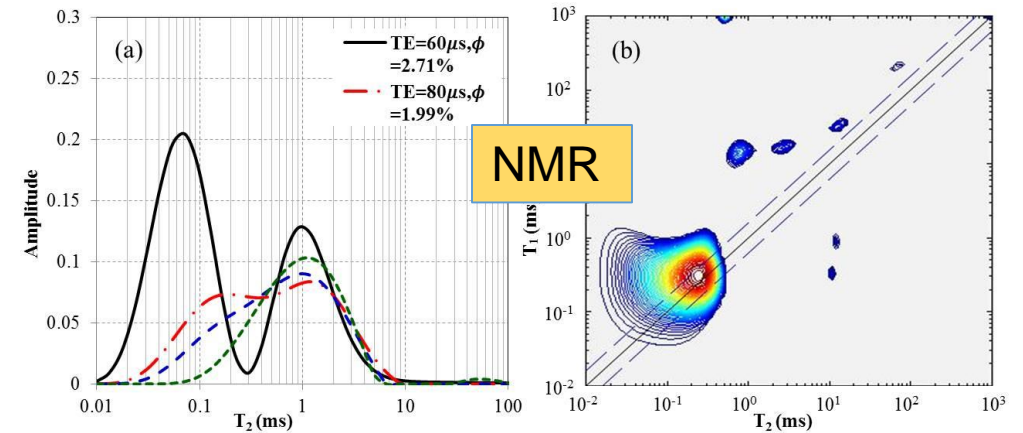 0.3
0.25
0.2
0.15
0.1
0.05
0
(a)
TE=60μs,ϕ
=2.71%
TE=80μs,ϕ
=1.99%
Amplitude
0.01
0.1
1
10
100
T₂ (ms)
NMR
(b)
10³
10²
10⁰
10⁻¹
10⁻²
T₁ (ms
10⁻²
10⁻¹
10⁰
10¹
10²
10³
T₂ (ms)